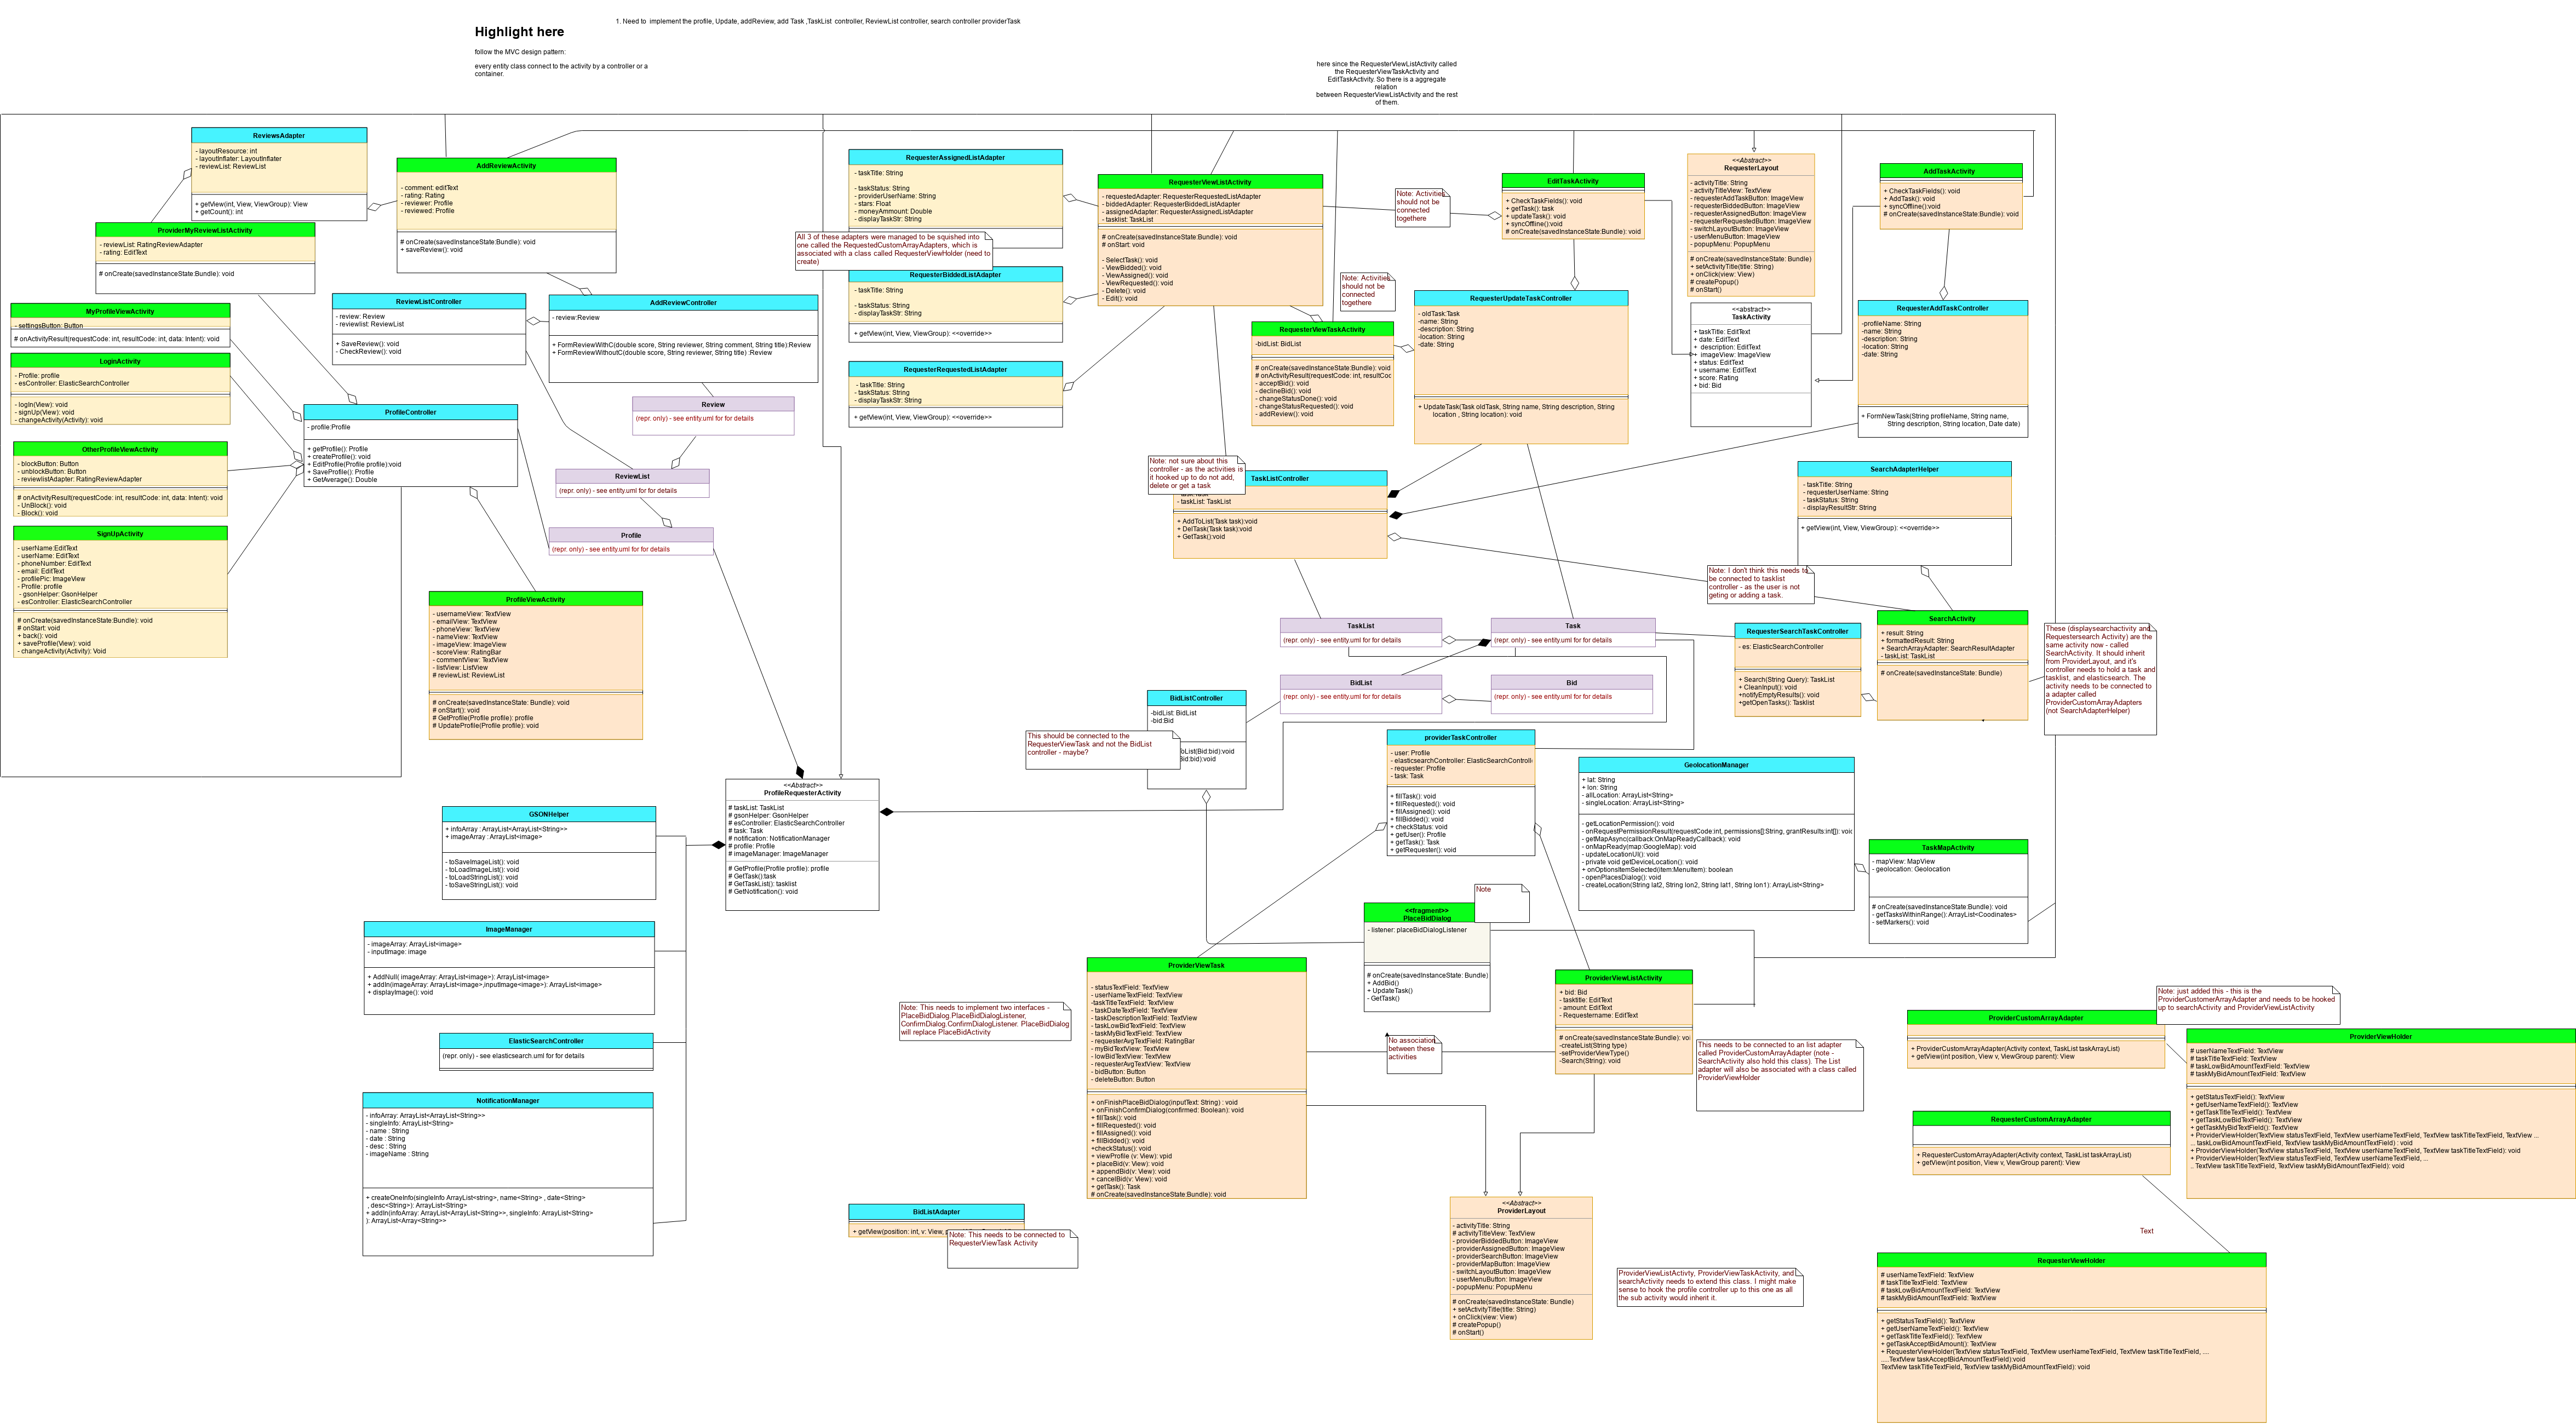 1. Need to  implement the profile, Update, addReview, add Task ,TaskList  controller, ReviewList controller, search controller providerTask
Highlight here
follow the MVC design pattern:
every entity class connect to the activity by a controller or a
container.
here since the RequesterViewListActivity called
the RequesterViewTaskActivity and
EditTaskActivity. So there is a aggregate
relation
between RequesterViewListActivity and the rest
of them.
ReviewsAdapter
- layoutResource: int
- layoutInflater: LayoutInflater
- reviewList: ReviewList
+ getView(int, View, ViewGroup): View
+ getCount(): int
AddReviewActivity
- comment: editText
- rating: Rating
- reviewer: Profile
- reviewed: Profile
# onCreate(savedInstanceState:Bundle): void
+ saveReview(): void
ProviderMyReviewListActivity
- reviewList: RatingReviewAdapter
- rating: EditText
# onCreate(savedInstanceState:Bundle): void
MyProfileViewActivity
- settingsButton: Button
# onActivityResult(requestCode: int, resultCode: int, data: Intent): void
LoginActivity
- Profile: profile
- esController: ElasticSearchController
- logIn(View): void
- signUp(View): void
- changeActivity(Activity): void
OtherProfileViewActivity
- blockButton: Button
- unblockButton: Button
- reviewlistAdapter: RatingReviewAdapter
# onActivityResult(requestCode: int, resultCode: int, data: Intent): void
- UnBlock(): void
- Block(): void
SignUpActivity
- userName:EditText
- userName: EditText
- phoneNumber: EditText
- email: EditText
- profilePic: ImageView
- Profile: profile
- gsonHelper: GsonHelper
- esController: ElasticSearchController
# onCreate(savedInstanceState:Bundle): void
# onStart: void
+ back(): void
+ saveProfile(View): void
- changeActivity(Activity): Void
ReviewListController
- review: Review
- reviewlist: ReviewList
+ SaveReview(): void
- CheckReview(): void
AddReviewController
- review:Review
+ FormReviewWithC(double score, String reviewer, String comment, String title):Review
+ FormReviewWithoutC(double score, String reviewer, String title) :Review
ProfileController
- profile:Profile
+ getProfile(): Profile
+ createProfile(): void
+ EditProfile(Profile profile):void
+ SaveProfile(): Profile
+ GetAverage(): Double
Review
(repr. only) - see entity.uml for for details
ReviewList
(repr. only) - see entity.uml for for details
Profile
(repr. only) - see entity.uml for for details
ProfileViewActivity
- usernameView: TextView
- emailView: TextView
- phoneView: TextView
- nameView: TextView
- imageView: ImageView
- scoreView: RatingBar
- commentView: TextView
- listView: ListView
# reviewList: ReviewList
# onCreate(savedInstanceState: Bundle): void
# onStart(): void
# GetProfile(Profile profile): profile
# UpdateProfile(Profile profile): void
RequesterAssignedListAdapter
- taskTitle: String
- taskStatus: String
- providerUserName: String
- stars: Float
- moneyAmmount: Double
- displayTaskStr: String
All 3 of these adapters were managed to be squished into
one called the RequestedCustomArrayAdapters, which is
associated with a class called RequesterViewHolder (need to
create)
RequesterBiddedListAdapter
- taskTitle: String
- taskStatus: String
- displayTaskStr: String
+ getView(int, View, ViewGroup): <<override>>
RequesterRequestedListAdapter
- taskTitle: String
- taskStatus: String
- displayTaskStr: String
+ getView(int, View, ViewGroup): <<override>>
RequesterViewListActivity
- requestedAdapter: RequesterRequestedListAdapter
- biddedAdapter: RequesterBiddedListAdapter
- assignedAdapter: RequesterAssignedListAdapter
- tasklist: TaskList
# onCreate(savedInstanceState:Bundle): void
# onStart: void
- SelectTask(): void
- ViewBidded(): void
- ViewAssigned(): void
- ViewRequested(): void
- Delete(): void
- Edit(): void
Note: Activities
should not be
connected
togethere
Note: Activities
should not be
connected
togethere
EditTaskActivity
+ CheckTaskFields(): void
+ getTask(): task
+ updateTask(): void
+ syncOffline():void
# onCreate(savedInstanceState:Bundle): void
RequesterViewTaskActivity
-bidList: BidList
# onCreate(savedInstanceState:Bundle): void
# onActivityResult(requestCode: int, resultCoc
- acceptBid(): void
- declineBid(): void
- changeStatusDone(): void
- changeStatusRequested(): void
- addReview(): void
RequesterUpdateTaskController
- oldTask:Task
-name: String
-description: String
-location: String
-date: String
+ UpdateTask(Task oldTask, String name, String description, String
location , String location): void
<<Abstract>>
RequesterLayout
- activityTitle: String
- activityTitleView: TextView
- requesterAddTaskButton: ImageView
- requesterBiddedButton: ImageView
- requesterAssignedButton: ImageView
- requesterRequestedButton: ImageView
- switchLayoutButton: ImageView
- userMenuButton: ImageView
- popupMenu: PopupMenu
# onCreate(savedInstanceState: Bundle)
+ setActivityTitle(title: String)
+ onClick(view: View)
# createPopup()
# onStart()
<<abstract>>
TaskActivity
+ taskTitle: EditText
+ date: EditText
+  description: EditText
+  imageView: ImageView
+ status: EditText
+ username: EditText
+ score: Rating
+ bid: Bid
AddTaskActivity
+ CheckTaskFields(): void
+ AddTask(): void
+ syncOffline():void
# onCreate(savedInstanceState:Bundle): void
RequesterAddTaskController
-profileName: String
-name: String
-description: String
-location: String
-date: String
+ FormNewTask(String profileName, String name,
String description, String location, Date date)
Note: not sure about this
controller - as the activities is
it hooked up to do not add,
delete or get a task
TaskListController
- taskList: TaskList
+ AddToList(Task task):void
+ DelTask(Task task):void
+ GetTask():void
SearchAdapterHelper
- taskTitle: String
- requesterUserName: String
- taskStatus: String
- displayResultStr: String
+ getView(int, View, ViewGroup): <<override>>
Note: I don't think this needs to
be connected to tasklist
controller - as the user is not
geting or adding a task.
TaskList
(repr. only) - see entity.uml for for details
Task
(repr. only) - see entity.uml for for details
BidList
(repr. only) - see entity.uml for for details
Bid
(repr. only) - see entity.uml for for details
RequesterSearchTaskController
- es: ElasticSearchController
+ Search(String Query): TaskList
+ CleanInput(): void
+notifyEmptyResults(): void
+getOpenTasks(): Tasklist
SearchActivity
+ result: String
+ formattedResult: String
+ SearchArrayAdapter: SearchResultAdapter
- taskList: TaskList
# onCreate(savedInstanceState: Bundle)
These (displaysearchactivity and
Requestersearch Activity) are the
same activity now - called
SearchActivity. It should inherit
from ProviderLayout, and it's
controller needs to hold a task and
tasklist, and elasticsearch. The
activity needs to be connected to
a adapter called
ProviderCustomArrayAdapters
(not SearchAdapterHelper)
BidListController
-bidList: BidList
-bid:Bid
oList(Bid:bid):void
Bid:bid):void
This should be connected to the
RequesterViewTask and not the BidList
controller - maybe?
providerTaskController
- user: Profile
- elasticsearchController: ElasticSearchControll
- requester: Profile
- task: Task
+ fillTask(): void
+ fillRequested(): void
+ fillAssigned(): void
+ fillBidded(): void
+ checkStatus: void
+ getUser(): Profile
+ getTask(): Task
+ getRequester(): void
GeolocationManager
+ lat: String
+ lon: String
- allLocation: ArrayList<String>
- singleLocation: ArrayList<String>
- getLocationPermission(): void
- onRequestPermissionResult(requestCode:int, permissions[]:String, grantResults:int[]): voic
- getMapAsync(callback:OnMapReadyCallback): void
- onMapReady(map:GoogleMap): void
- updateLocationUI(): void
- private void getDeviceLocation(): void
+ onOptionsItemSelected(item:MenuItem): boolean
- openPlacesDialog(): void
- createLocation(String lat2, String lon2, String lat1, String lon1): ArrayList<String>
TaskMapActivity
- mapView: MapView
- geolocation: Geolocation
# onCreate(savedInstanceState:Bundle): void
- getTasksWithinRange(): ArrayList<Coodinates>
- setMarkers(): void
<<Abstract>>
ProfileRequesterActivity
# taskList: TaskList
# gsonHelper: GsonHelper
# esController: ElasticSearchController
# task: Task
# notification: NotificationManager
# profile: Profile
# imageManager: ImageManager
# GetProfile(Profile profile): profile
# GetTask():task
# GetTaskList(): tasklist
# GetNotification(): void
GSONHelper
+ infoArray : ArrayList<ArrayList<String>>
+ imageArray : ArrayList<image>
- toSaveImageList(): void
- toLoadImageList(): void
- toLoadStringList(): void
- toSaveStringList(): void
ImageManager
- imageArray: ArrayList<image>
- inputImage: image
+ AddNull( imageArray: ArrayList<image>): ArrayList<image>
+ addIn(imageArray: ArrayList<image>,inputImage<image>): ArrayList<image>
+ displayImage(): void
ElasticSearchController
(repr. only) - see elasticsearch.uml for for details
NotificationManager
- infoArray: ArrayList<ArrayList<String>>
- singleInfo: ArrayList<String>
- name : String
- date : String
- desc : String
- imageName : String
+ createOneInfo(singleInfo ArrayList<string>, name<String> , date<String>
, desc<String>): ArrayList<String>
+ addIn(infoArray: ArrayList<ArrayList<String>>, singleInfo: ArrayList<String>
): ArrayList<Array<String>>
Note
<<fragment>>
PlaceBidDialog
- listener: placeBidDialogListener
# onCreate(savedInstanceState: Bundle)
+ AddBid()
+ UpdateTask()
- GetTask()
ProviderViewTask
- statusTextField: TextView
- userNameTextField: TextView
-taskTitleTextField: TextView
- taskDateTextField: TextView
- taskDescriptionTextField: TextView
- taskLowBidTextField: TextView
- taskMyBidTextField: TextView
- requesterAvgTextField: RatingBar
- myBidTextView: TextView
- lowBidTextView: TextView
- requesterAvgTextView: TextView
- bidButton: Button
- deleteButton: Button
+ onFinishPlaceBidDialog(inputText: String) : void
+ onFinishConfirmDialog(confirmed: Boolean): void
+ fillTask(): void
+ fillRequested(): void
+ fillAssigned(): void
+ fillBidded(): void
+checkStatus(): void
+ viewProfile (v: View): vpid
+ placeBid(v: View): void
+ appendBid(v: View): void
+ cancelBid(v: View): void
+ getTask(): Task
# onCreate(savedInstanceState:Bundle): void
Note: This needs to implement two interfaces -
PlaceBidDialog.PlaceBidDialogListener,
ConfirmDialog.ConfirmDialogListener. PlaceBidDialog
will replace PlaceBidActivity
No association
between these
activities
ProviderViewListActivity
+ bid: Bid
- tasktitle: EditText
- amount: EditText
- Requestername: EditText
# onCreate(savedInstanceState:Bundle): voi
-createList(String type)
-setProviderViewType()
-Search(String): void
This needs to be connected to an list adapter
called ProviderCustomArrayAdapter (note -
SearchActivity also hold this class). The List
adapter will also be associated with a class called
ProviderViewHolder
Note: just added this - this is the
ProviderCustomerArrayAdapter and needs to be hooked
up to searchActivity and ProviderViewListActivity
ProviderCustomArrayAdapter
+ ProviderCustomArrayAdapter(Activity context, TaskList taskArrayList)
+ getView(int position, View v, ViewGroup parent): View
ProviderViewHolder
# userNameTextField: TextView
# taskTitleTextField: TextView
# taskLowBidAmountTextField: TextView
# taskMyBidAmountTextField: TextView
+ getStatusTextField(): TextView
+ getUserNameTextField(): TextView
+ getTaskTitleTextField(): TextView
+ getTaskLowBidTextField(): TextView
+ getTaskMyBidTextField(): TextView
+ ProviderViewHolder(TextView statusTextField, TextView userNameTextField, TextView taskTitleTextField, TextView ...
... taskLowBidAmountTextField, TextView taskMyBidAmountTextField) : void
+ ProviderViewHolder(TextView statusTextField, TextView userNameTextField, TextView taskTitleTextField): void
+ ProviderViewHolder(TextView statusTextField, TextView userNameTextField, ...
.. TextView taskTitleTextField, TextView taskMyBidAmountTextField): void
RequesterCustomArrayAdapter
+ RequesterCustomArrayAdapter(Activity context, TaskList taskArrayList)
+ getView(int position, View v, ViewGroup parent): View
Text
BidListAdapter
+ getView(position: int, v: View,
Note: This needs to be connected to
RequesterViewTask Activity
<<Abstract>>
ProviderLayout
- activityTitle: String
# activityTitleView: TextView
- providerBiddedButton: ImageView
- providerAssignedButton: ImageView
- providerSearchButton: ImageView
- providerMapButton: ImageView
- switchLayoutButton: ImageView
- userMenuButton: ImageView
- popupMenu: PopupMenu
# onCreate(savedInstanceState: Bundle)
+ setActivityTitle(title: String)
+ onClick(view: View)
# createPopup()
# onStart()
ProviderViewListActivty, ProviderViewTaskActivity, and
searchActivity needs to extend this class. I might make
sense to hook the profile controller up to this one as all
the sub activity would inherit it.
RequesterViewHolder
# userNameTextField: TextView
# taskTitleTextField: TextView
# taskLowBidAmountTextField: TextView
# taskMyBidAmountTextField: TextView
+ getStatusTextField(): TextView
+ getUserNameTextField(): TextView
+ getTaskTitleTextField(): TextView
+ getTaskAcceptBidAmount(): TextView
+ RequesterViewHolder(TextView statusTextField, TextView userNameTextField, TextView taskTitleTextField, ....
.....TextView taskAcceptBidAmountTextField):void
TextView taskTitleTextField, TextView taskMyBidAmountTextField): void